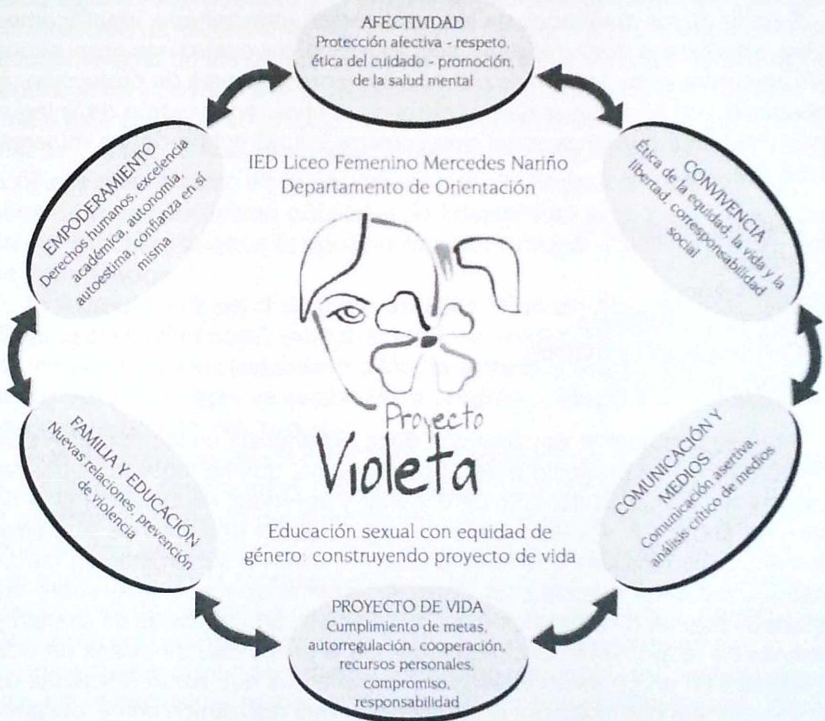 AFECTIVIDAD
Protección afectiva - respeto,
ética del cuidado - promoción,
de la salud mental
IED Liceo Femenino Mercedes Nariño
Departamento de Orientación
EMPODERAMIENTO
Derechos humanos, excelencia
académica, autonomía,
autoestima, confianza en sí
misma
CONVIVENCIA
Ética de la equidad, la vida y la
libertad, corresponsabilidad
social
Proyecto
Violeta
FAMILIA Y EDUCACIÓN
Nuevas relaciones, prevención
de violencia
COMUNICACIÓN Y
MEDIOS
Comunicación asertiva,
análisis crítico de medios
Educación sexual con equidad de
género construyendo proyecto de vida
PROYECTO DE VIDA
Cumplimiento de metas,
autorregulación, cooperación,
recursos personales,
compromiso,
responsabilidad